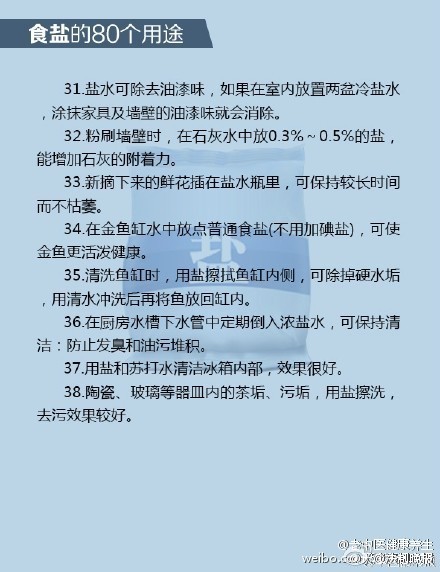 食盐的80个用途
31.盐水可除去油漆味，如果在室内放置两盆冷盐水
，涂抹家具及墙壁的油漆味就会消除。
32.粉刷墙壁时，在石灰水中放0.3%～0.5%的盐，
能增加石灰的附着力。
33.新摘下来的鲜花插在盐水瓶里，可保持较长时间
而不枯萎。
34.在金鱼缸水中放点普通食盐(不用加碘盐)，可使
金鱼更活泼健康。
35.清洗鱼缸时，用盐擦拭鱼缸内侧，可除掉硬水垢
，用清水冲洗后再将鱼放回缸内。
36.在厨房水槽下水管中定期倒入浓盐水，可保持清
洁：防止发臭和油污堆积。
37.用盐和苏打水清洁冰箱内部，效果很好。
38.陶瓷、玻璃等器皿内的茶垢、污垢，用盐擦洗，
去污效果较好。
盐